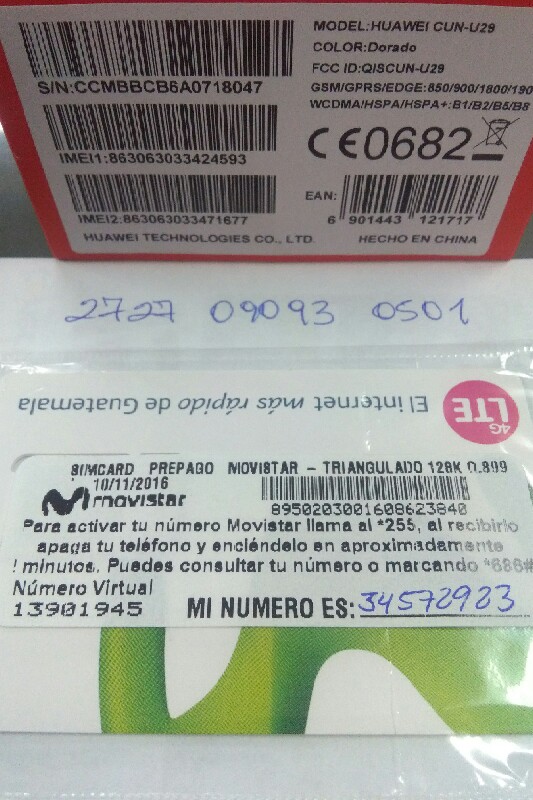 MODEL:HUAWEI CUN-U29
COLOR:Dorado
FCC ID:QISCUN-U29
GSM/GPRS/EDGE:850/900/1800/190
WCDMA/HSPA/HSPA+:B1/B2/B5/B8
S/N:CCMBBCB6A0718047
IMEI1:863063033424593
IMEI2:863063033471677
CE0682
EAN:
6 901443 121717
HUAWEI TECHNOLOGIES CO., LTD.
HECHO EN CHINA
2727 09093 0501
El internet más rápido de Guatemala
4G LTE
SIMCARD PREPAGO MOVISTAR - TRIANGULADO 128K 0.899
10/11/2016
movistar
8950203001608623840
Para activar tu número Movistar llama al *255, al recibirlo
apaga tu teléfono y enciéndelo en aproximadamente
! minutos. Puedes consultar tu número o marcando *686#
Número Virtual
13901945
MI NUMERO ES: 34572923